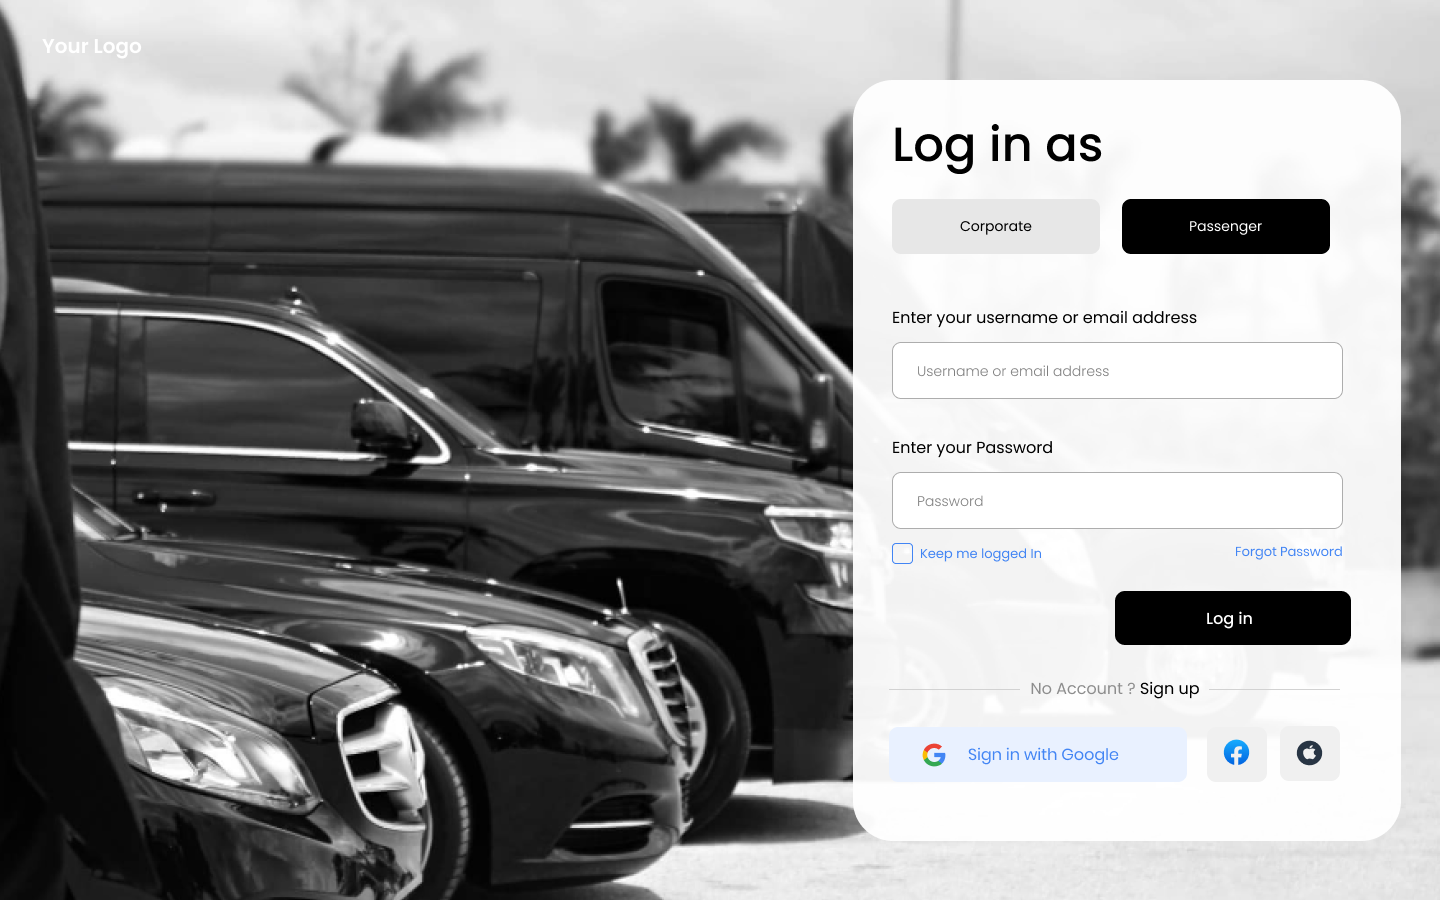 Your Logo
Log in as
Corporate
Passenger
Enter your username or email address
Username or email address
Enter your Password
Password
Keep me logged In
Forgot Password
Log in
No Account ? Sign up
Sign in with Google